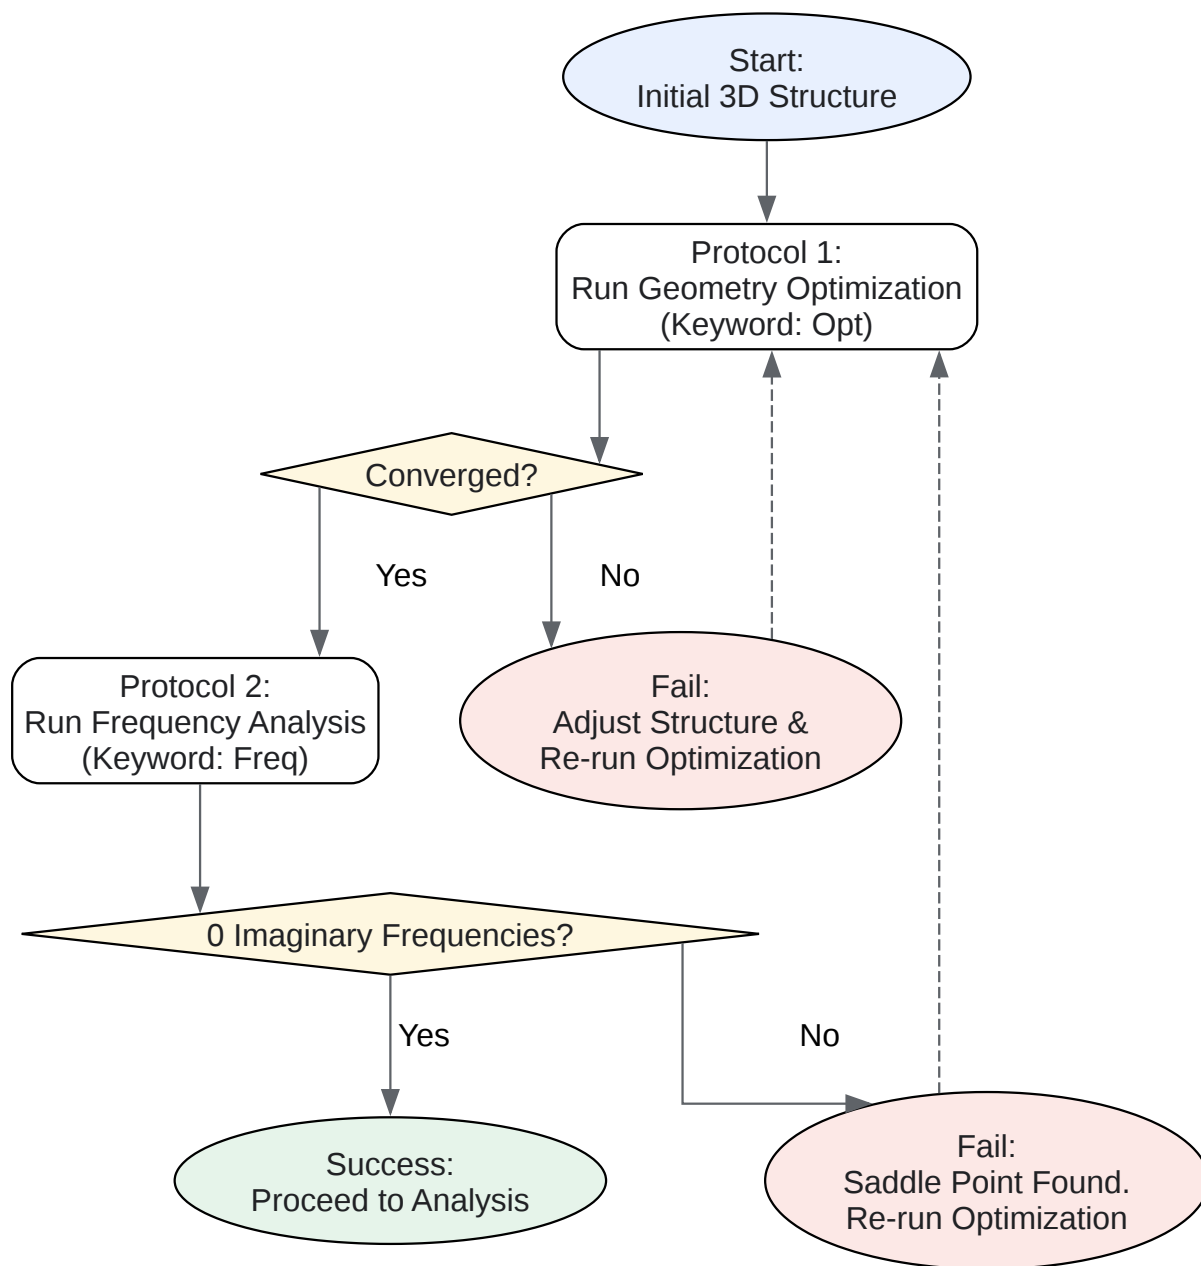 Start:
Initial 3D Structure
Protocol 1:
Run Geometry Optimization
(Keyword: Opt)
Converged?
Yes
No
Protocol 2:
Run Frequency Analysis
(Keyword: Freq)
Fail:
Adjust Structure &
Re-run Optimization
0 Imaginary Frequencies?
Yes
No
Success:
Proceed to Analysis
Fail:
Saddle Point Found.
Re-run Optimization